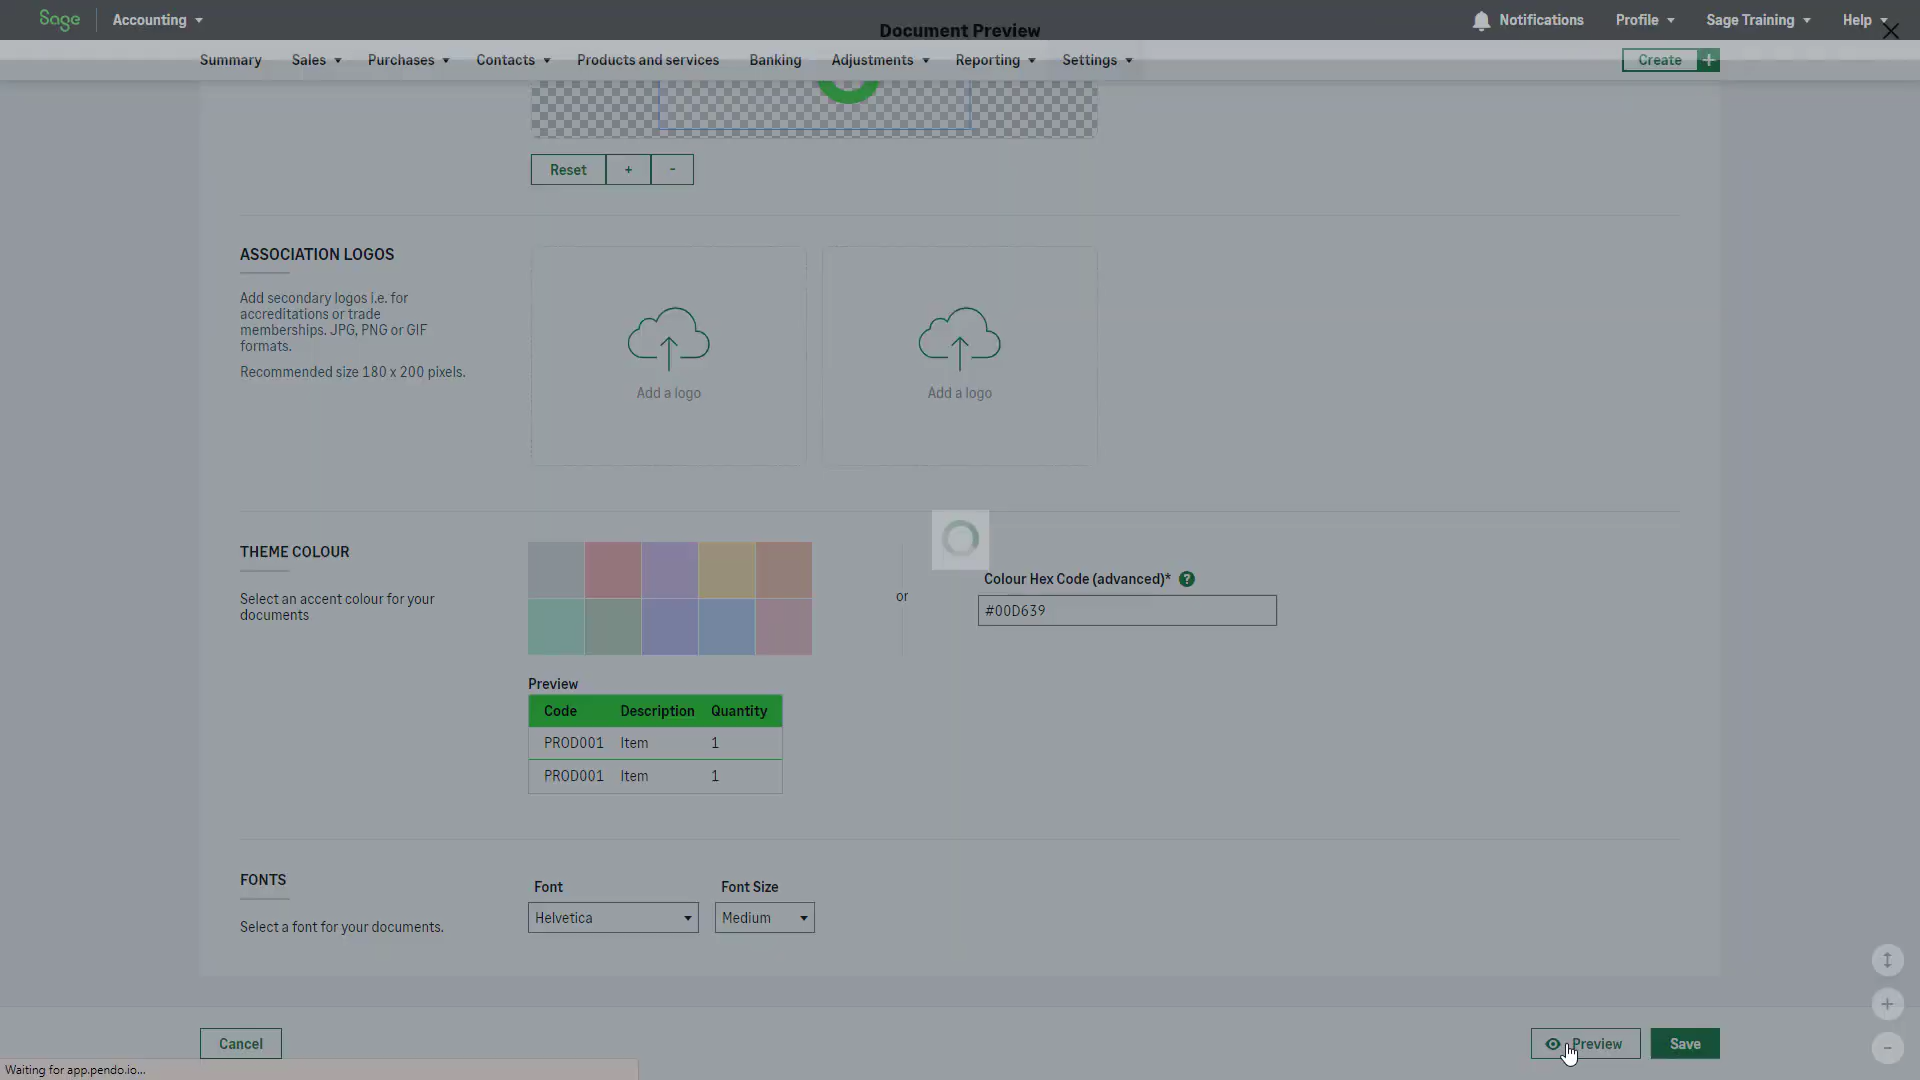 Sage
Accounting
Document Preview
Notifications
Profile
Sage Training
Help
Summary
Sales
Purchases
Contacts
Products and services
Banking
Adjustments
Reporting
Settings
Create +
Reset + -
ASSOCIATION LOGOS
Add secondary logos i.e. for
accreditations or trade
memberships. JPG, PNG or GIF
formats.
Recommended size 180 x 200 pixels.
Add a logo
Add a logo
THEME COLOUR
Select an accent colour for your
documents
or
Colour Hex Code (advanced)* ?
#00D639
Preview
Code Description Quantity
PROD001 Item 1
PROD001 Item 1
FONTS
Select a font for your documents.
Font
Helvetica
Font Size
Medium
Cancel
Preview
Save
Waiting for app.pendo.io...